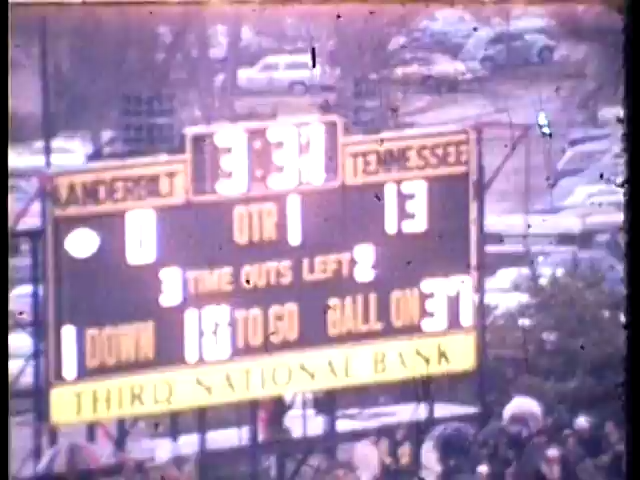 VANDERBILT 3:37 TENNESSEE
0 QTR 1 13
3 TIME OUTS LEFT 2
1 DOWN 10 TO GO BALL ON 37
THIRD NATIONAL BANK